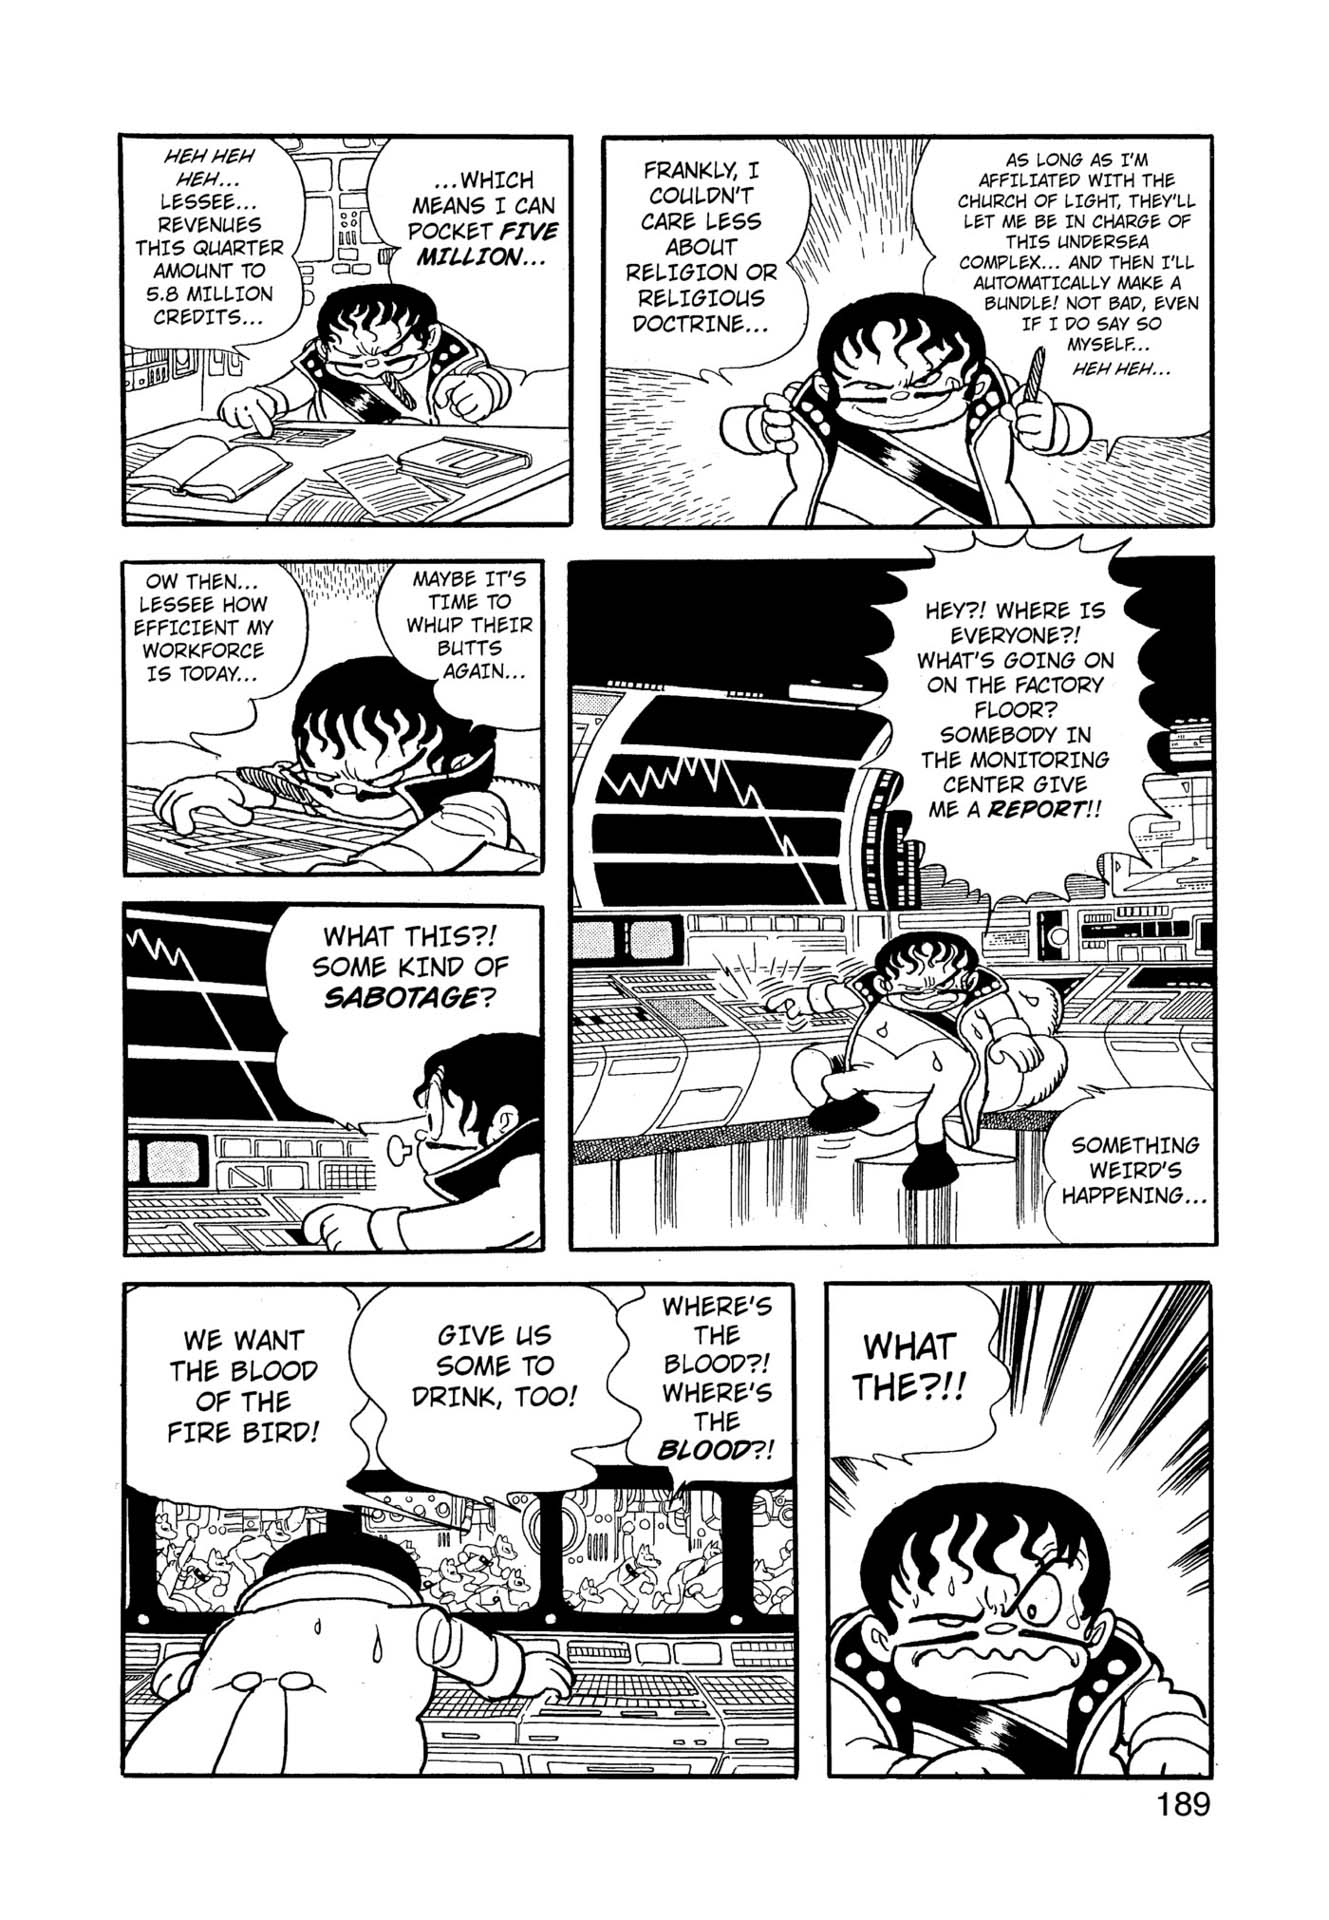 HEH HEH
HEH...
LESSEE...
REVENUES
THIS QUARTER
AMOUNT TO
5.8 MILLION
CREDITS...
...WHICH
MEANS I CAN
POCKET FIVE
MILLION...
FRANKLY, I
COULDN'T
CARE LESS
ABOUT
RELIGION OR
RELIGIOUS
DOCTRINE...
AS LONG AS I'M
AFFILIATED WITH THE
CHURCH OF LIGHT, THEY'LL
LET ME BE IN CHARGE OF
THIS UNDERSEA
COMPLEX... AND THEN I'LL
AUTOMATICALLY MAKE A
BUNDLE! NOT BAD, EVEN
IF I DO SAY SO
MYSELF...
HEH HEH...
OW THEN...
LESSEE HOW
EFFICIENT MY
WORKFORCE
IS TODAY...
MAYBE IT'S
TIME TO
WHUP THEIR
BUTTS
AGAIN...
WHAT THIS?!
SOME KIND OF
SABOTAGE?
HEY?! WHERE IS
EVERYONE?!
WHAT'S GOING ON
ON THE FACTORY
FLOOR?
SOMEBODY IN
THE MONITORING
CENTER GIVE
ME A REPORT!!
SOMETHING
WEIRD'S
HAPPENING...
WE WANT
THE BLOOD
OF THE
FIRE BIRD!
GIVE US
SOME TO
DRINK, TOO!
WHERE'S
THE
BLOOD?!
WHERE'S
THE
BLOOD?!
WHAT
THE?!!
189